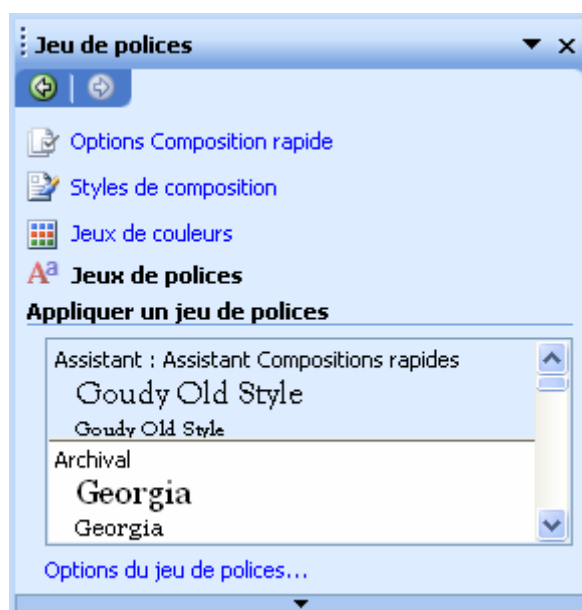 Jeu de polices
Options Composition rapide
Styles de composition
Jeux de couleurs
Aa Jeux de polices
Appliquer un jeu de polices
Assistant : Assistant Compositions rapides
Goudy Old Style
Goudy Old Style
Archival
Georgia
Georgia
Options du jeu de polices...